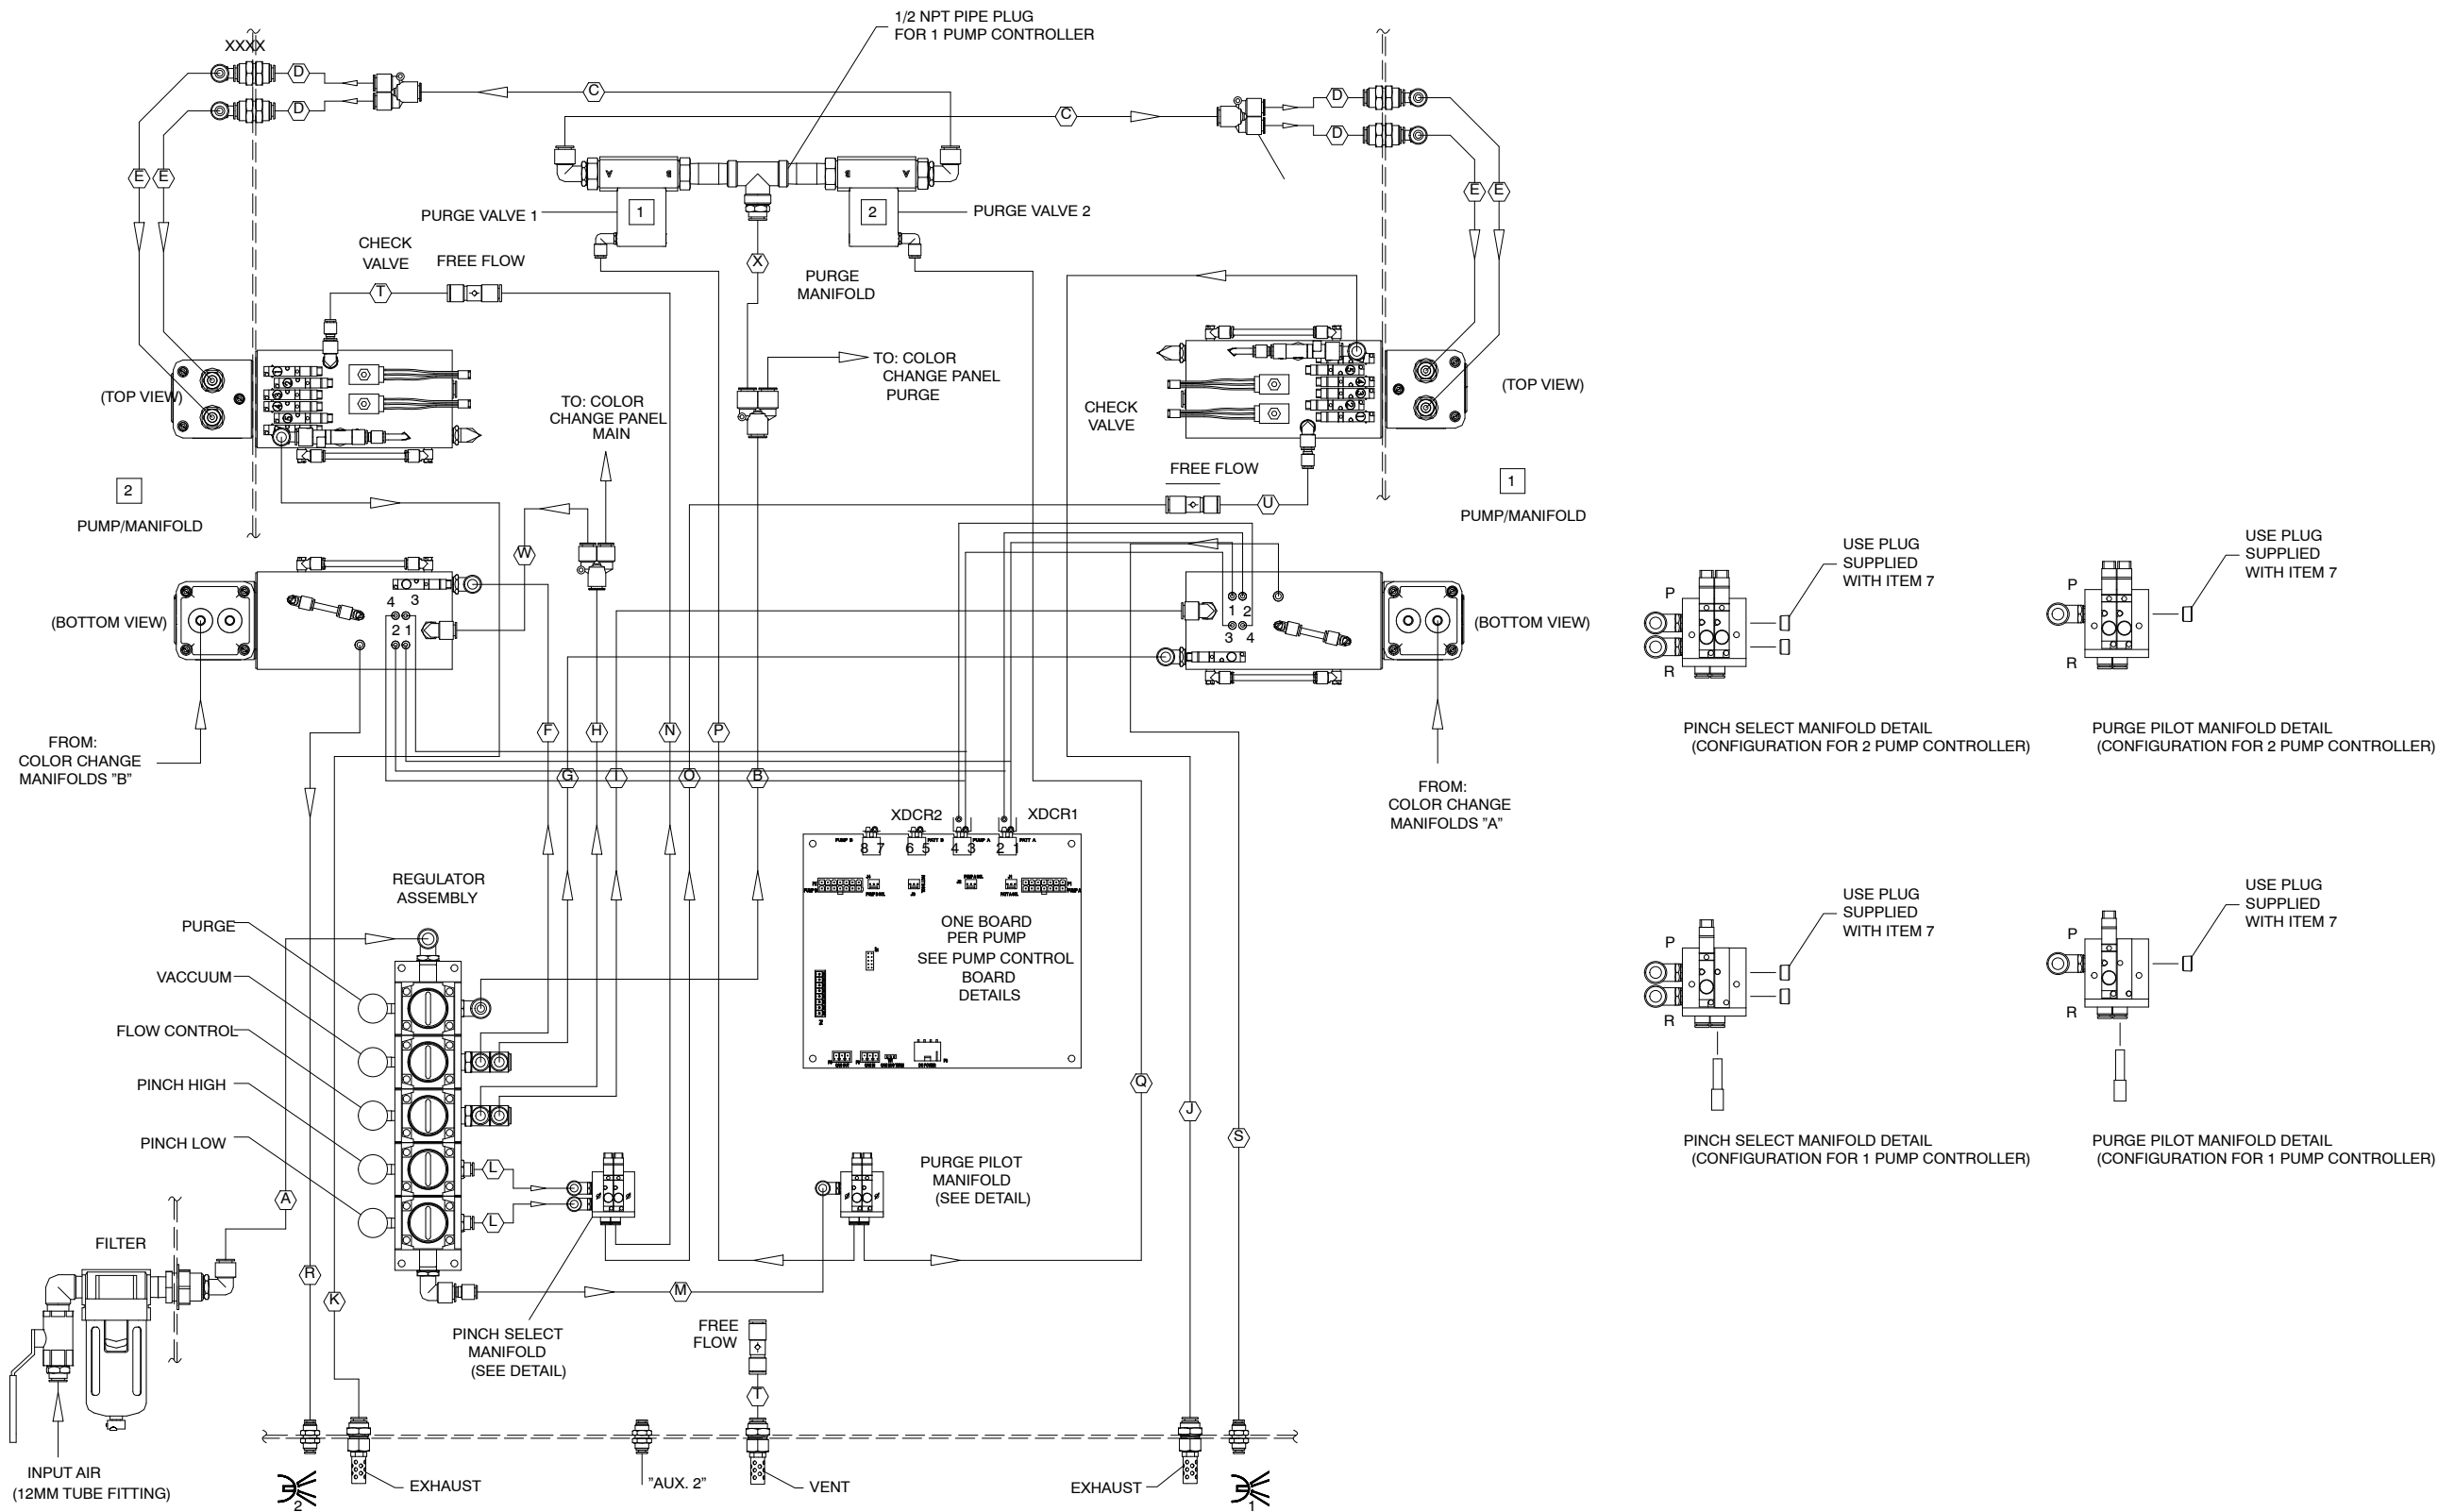 1/2 NPT PIPE PLUG
FOR 1 PUMP CONTROLLER
XXXX
D
D
C
C
D
D
E
E
E
E
A
B
B
A
PURGE VALVE 1
1
2
PURGE VALVE 2
CHECK
VALVE
FREE FLOW
X
PURGE
MANIFOLD
T
TO: COLOR
CHANGE PANEL
PURGE
(TOP VIEW)
(TOP VIEW)
TO: COLOR
CHANGE PANEL
MAIN
CHECK
VALVE
FREE FLOW
2
PUMP/MANIFOLD
U
1
PUMP/MANIFOLD
W
4 3
2 1
1 2
3 4
(BOTTOM VIEW)
(BOTTOM VIEW)
USE PLUG
SUPPLIED
WITH ITEM 7
USE PLUG
SUPPLIED
WITH ITEM 7
P
R
P
R
PINCH SELECT MANIFOLD DETAIL
(CONFIGURATION FOR 2 PUMP CONTROLLER)
PURGE PILOT MANIFOLD DETAIL
(CONFIGURATION FOR 2 PUMP CONTROLLER)
FROM:
COLOR CHANGE
MANIFOLDS "B"
F
H
N
P
G
I
O
B
FROM:
COLOR CHANGE
MANIFOLDS "A"
XDCR2
XDCR1
PUMP B
PATT B
PUMP A
PATT A
8 7
6 5
4 3
2 1
REGULATOR
ASSEMBLY
ONE BOARD
PER PUMP
SEE PUMP CONTROL
BOARD
DETAILS
PURGE
VACCUUM
FLOW CONTROL
PINCH HIGH
PINCH LOW
USE PLUG
SUPPLIED
WITH ITEM 7
USE PLUG
SUPPLIED
WITH ITEM 7
P
R
P
R
PINCH SELECT MANIFOLD DETAIL
(CONFIGURATION FOR 1 PUMP CONTROLLER)
PURGE PILOT MANIFOLD DETAIL
(CONFIGURATION FOR 1 PUMP CONTROLLER)
Q
J
S
L
L
A
PURGE PILOT
MANIFOLD
(SEE DETAIL)
FILTER
R
K
M
PINCH SELECT
MANIFOLD
(SEE DETAIL)
FREE
FLOW
T
INPUT AIR
(12MM TUBE FITTING)
2
EXHAUST
"AUX. 2"
VENT
EXHAUST
1